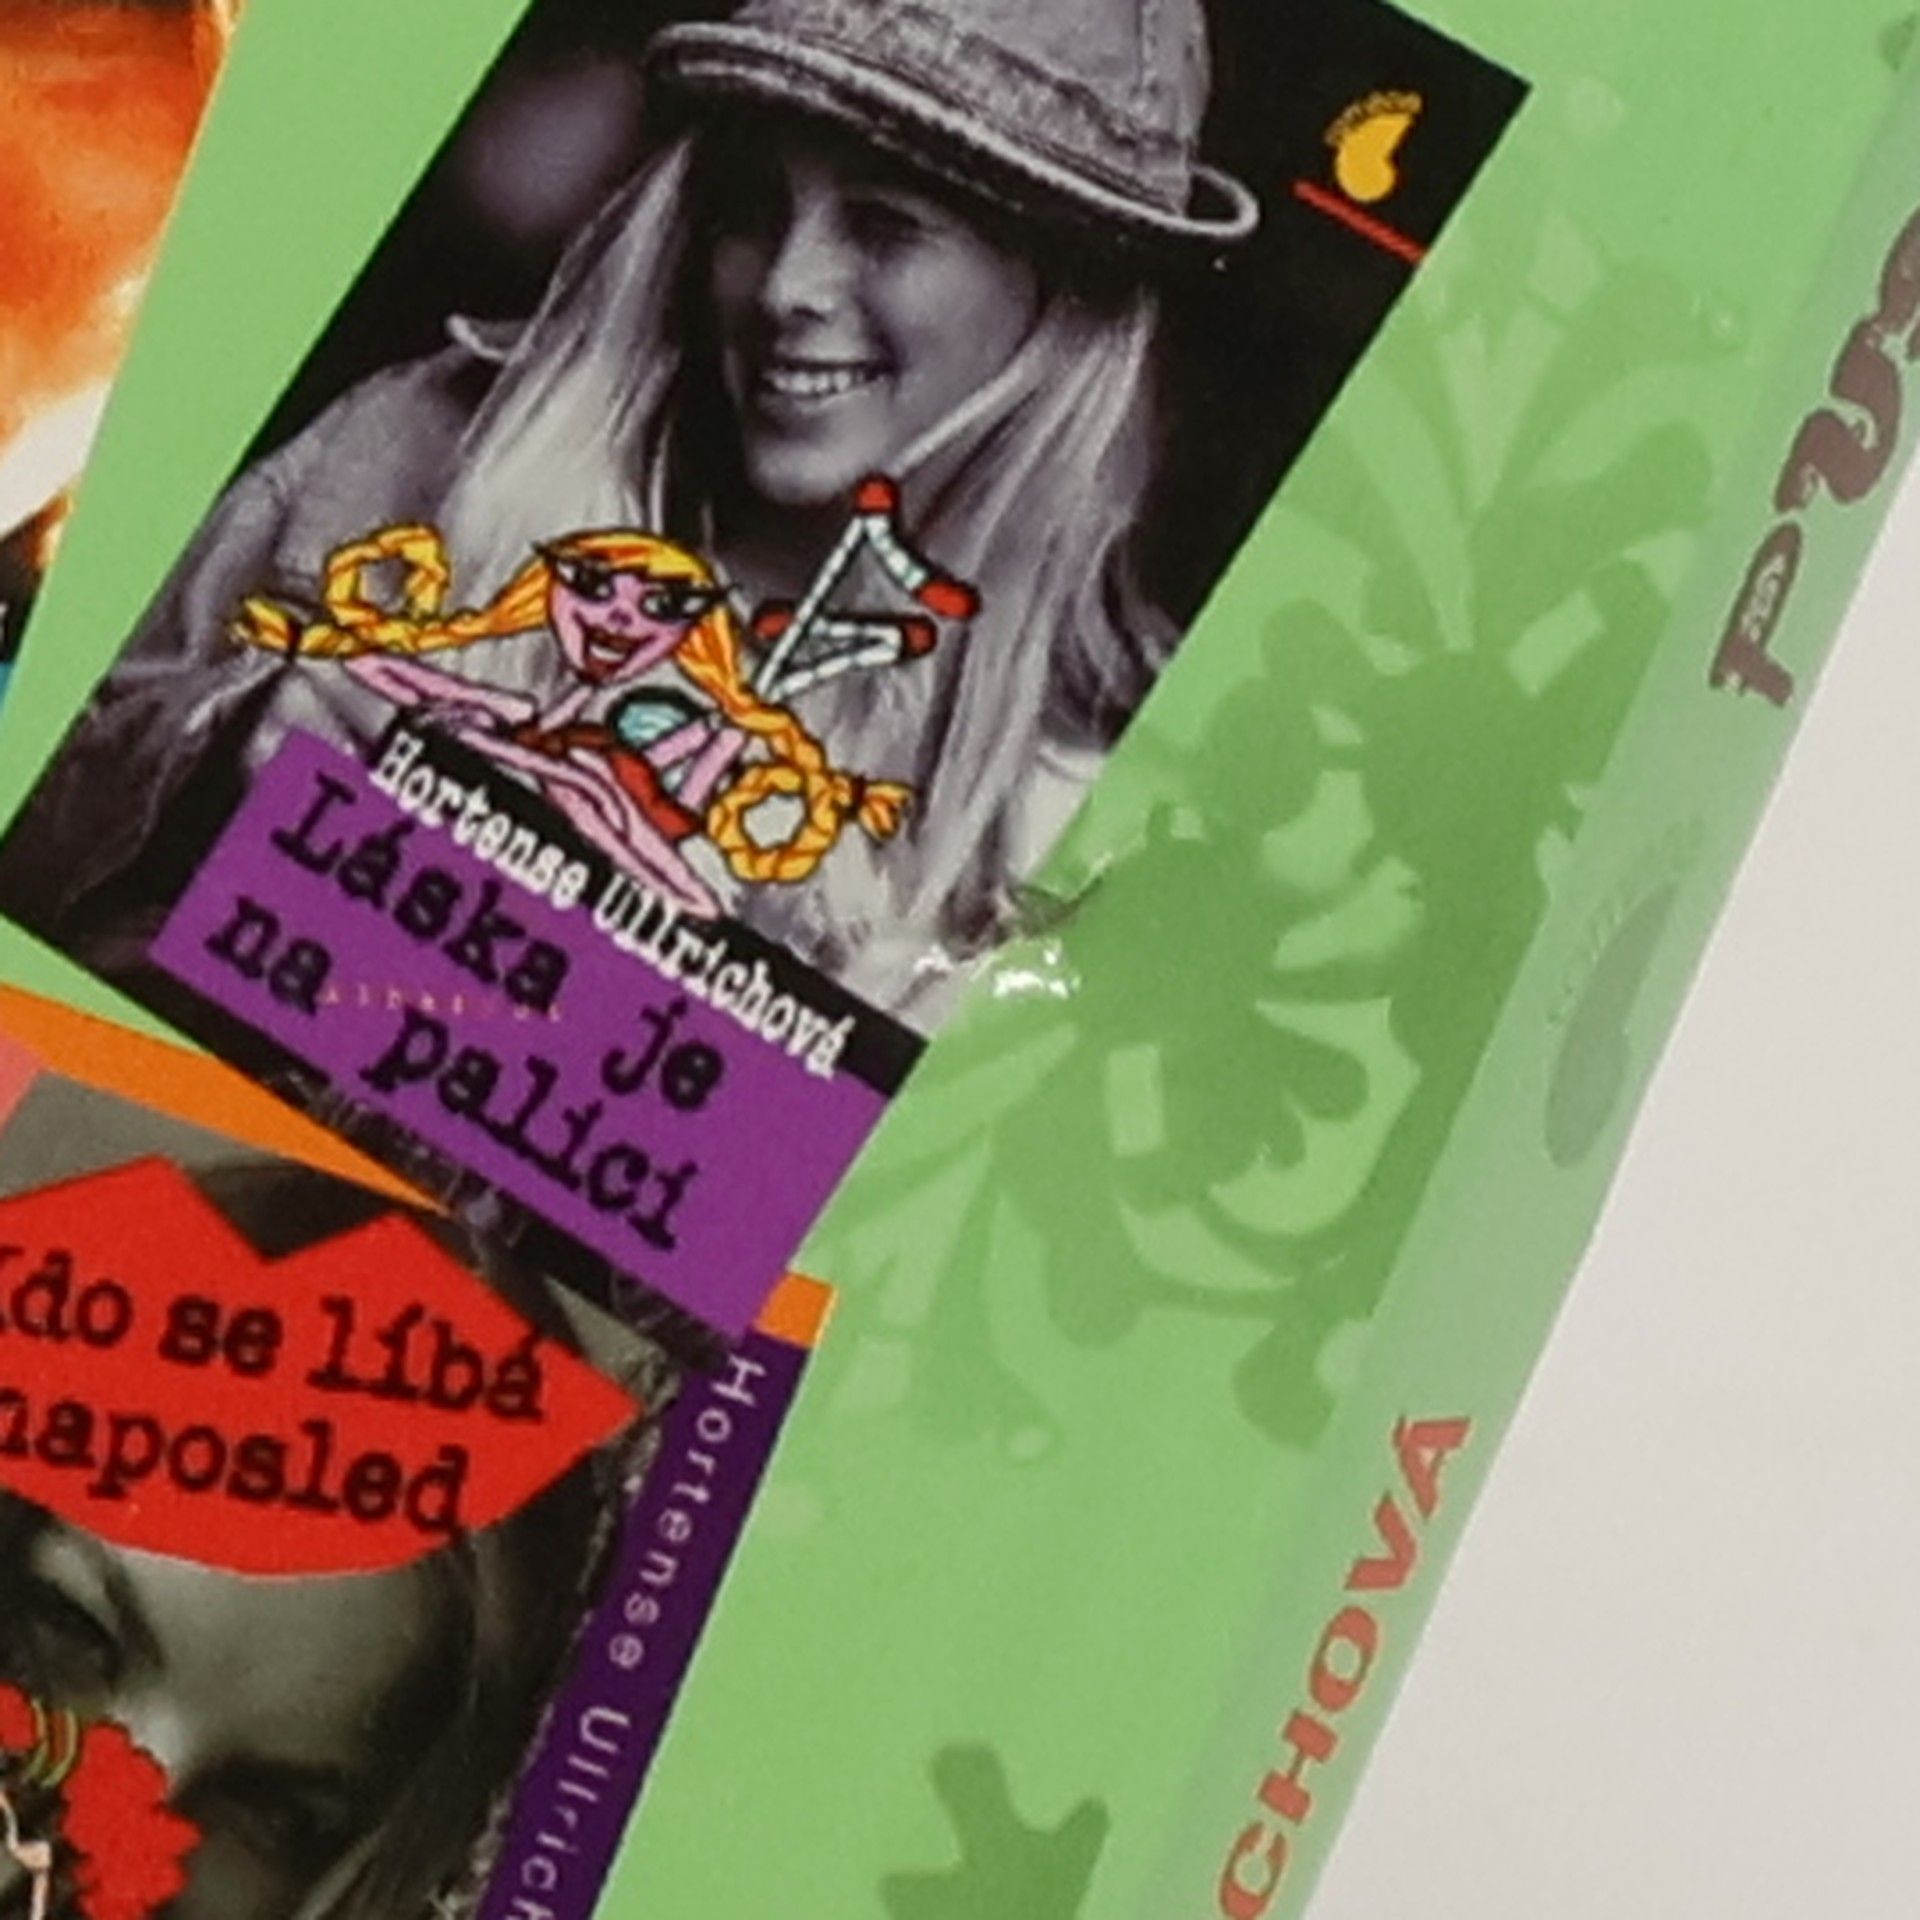 Hortense Ullrichová
Láska je
na palici
Kdo se líbá
naposled
Hortense Ullrich
CHOVÁ